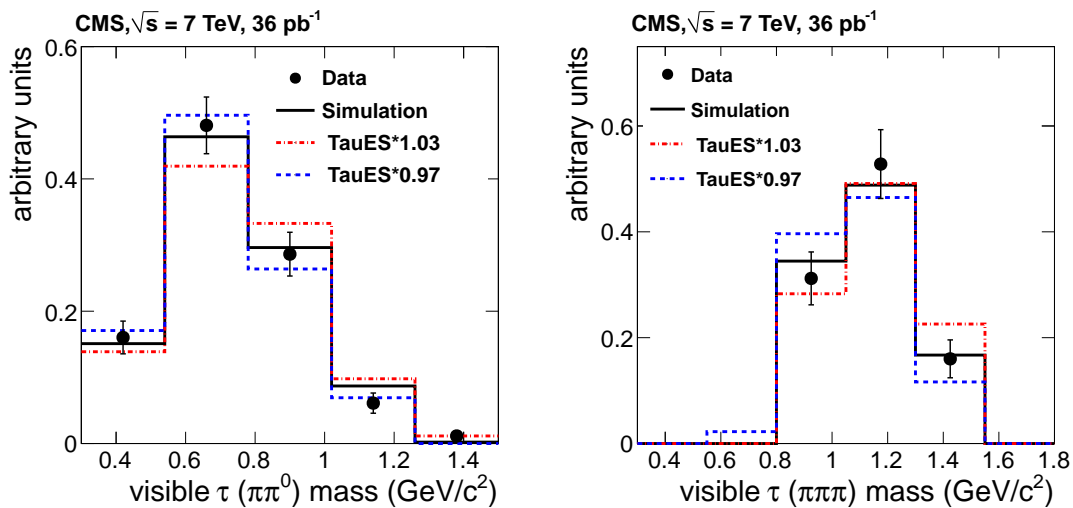 CMS, √s = 7 TeV, 36 pb⁻¹
arbitrary units
0.6
0.4
0.2
0
Data
Simulation
TauES*1.03
TauES*0.97
0.4 0.6 0.8 1 1.2 1.4
visible τ (ππ⁰) mass (GeV/c²)
CMS, √s = 7 TeV, 36 pb⁻¹
arbitrary units
0.6
0.4
0.2
0
Data
Simulation
TauES*1.03
TauES*0.97
0.4 0.6 0.8 1 1.2 1.4 1.6 1.8
visible τ (πππ) mass (GeV/c²)